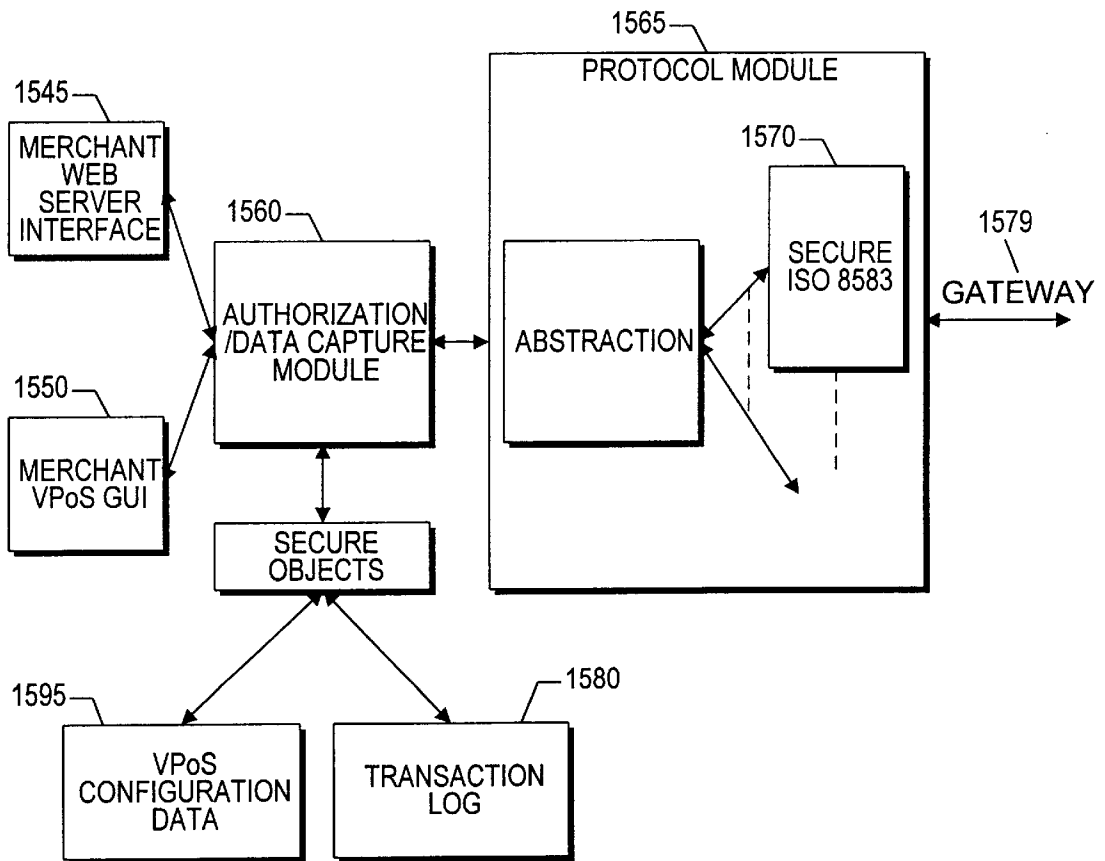 1565
PROTOCOL MODULE
1545
MERCHANT
WEB
SERVER
INTERFACE
1570
SECURE
ISO 8583
1560
AUTHORIZATION
/DATA CAPTURE
MODULE
ABSTRACTION
1579
GATEWAY
1550
MERCHANT
VPoS GUI
SECURE
OBJECTS
1595
VPoS
CONFIGURATION
DATA
1580
TRANSACTION
LOG